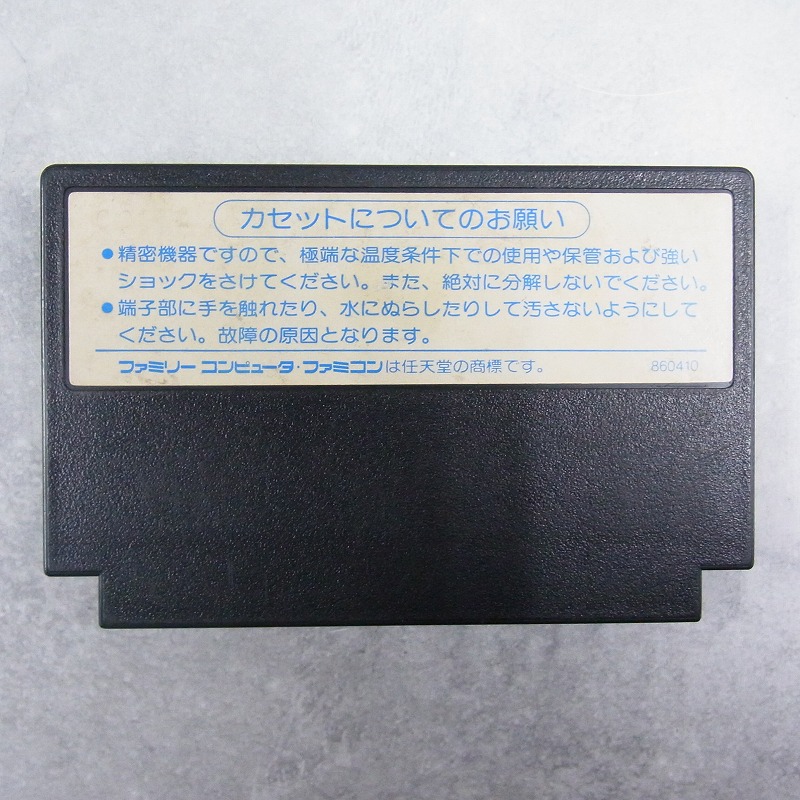 カセットについてのお願い
●精密機器ですので、極端な温度条件下での使用や保管および強い
ショックをさけてください。また、絶対に分解しないでください。
●端子部に手を触れたり、水にぬらしたりして汚さないようにして
ください。故障の原因となります。
ファミリー コンピュータ・ファミコンは任天堂の商標です。 860410